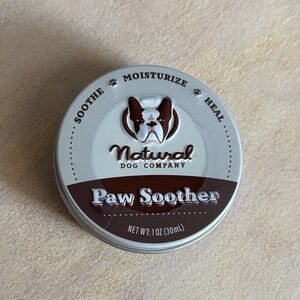 SOOTHE MOISTURIZE HEAL
Natural
DOG COMPANY
Paw Soother
NET WT: 1 OZ (30mL)